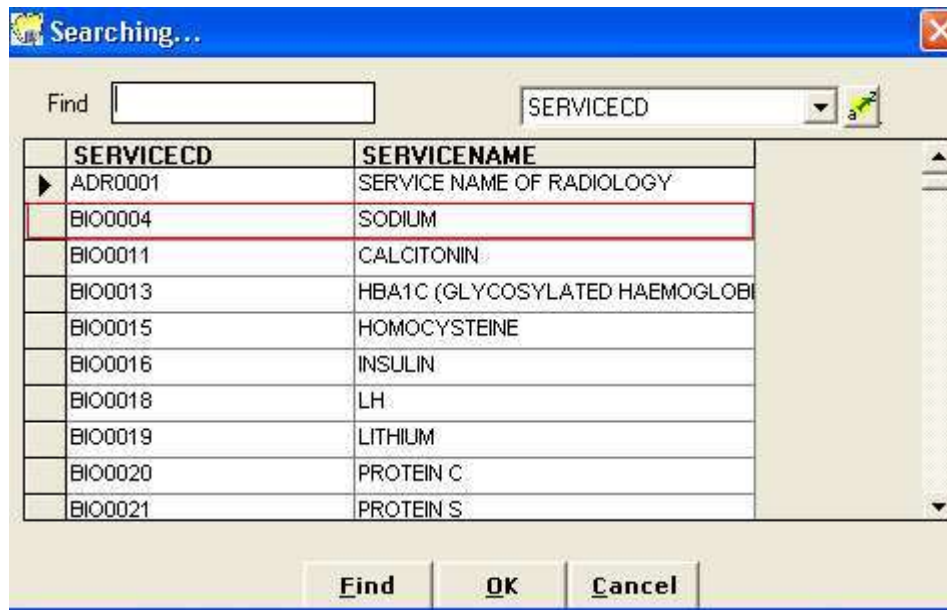 Searching...
Find SERVICECD
SERVICECD SERVICENAME
ADR0001 SERVICE NAME OF RADIOLOGY
BIO0004 SODIUM
BIO0011 CALCITONIN
BIO0013 HBA1C (GLYCOSYLATED HAEMOGLOBI
BIO0015 HOMOCYSTEINE
BIO0016 INSULIN
BIO0018 LH
BIO0019 LITHIUM
BIO0020 PROTEIN C
BIO0021 PROTEIN S
Find OK Cancel